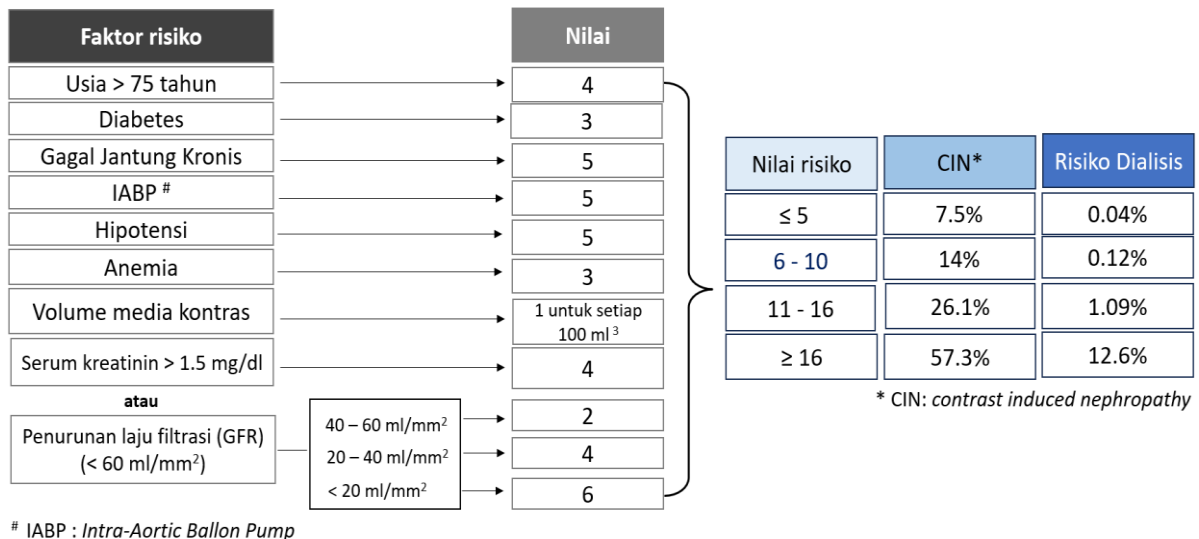 Faktor risiko
Nilai
Usia > 75 tahun
4
Diabetes
3
Gagal Jantung Kronis
5
IABP #
5
Hipotensi
5
Anemia
3
Volume media kontras
1 untuk setiap
100 ml 3
Serum kreatinin > 1.5 mg/dl
4
atau
Penurunan laju filtrasi (GFR)
(< 60 ml/mm2)
40 – 60 ml/mm2
2
20 – 40 ml/mm2
4
< 20 ml/mm2
6
Nilai risiko
CIN*
Risiko Dialisis
≤ 5
7.5%
0.04%
6 - 10
14%
0.12%
11 - 16
26.1%
1.09%
≥ 16
57.3%
12.6%
* CIN: contrast induced nephropathy
# IABP : Intra-Aortic Ballon Pump